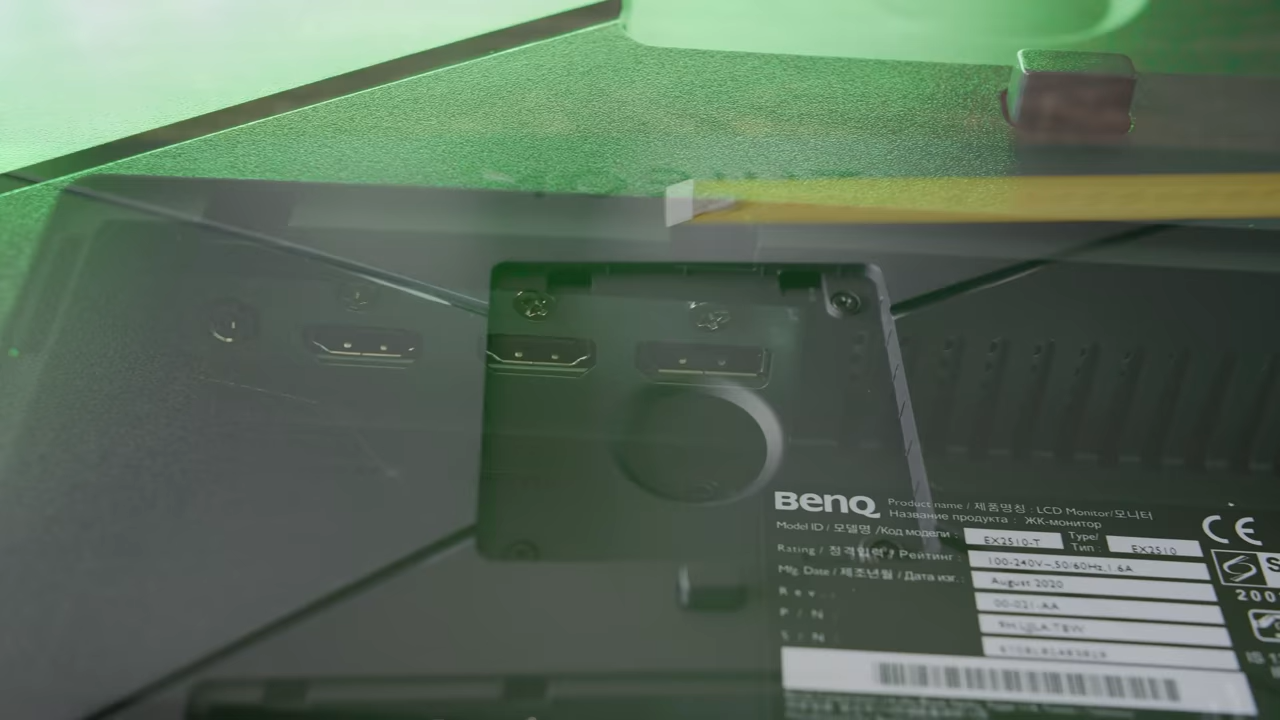 BenQ
Product name / 제품명칭 : LCD Monitor/모니터
Название продукта : ЖК-монитор
Model ID / 모델명 /Код модели : EX2510-T Type/ Тип : EX2510
Rating / 정격입력 / Рейтинг : 100-240V~,50/60Hz,1.6A
Mfg. Date / 제조년월 / Дата изг. : August 2020
Rev. : 00-021-AA
P/N :
S/N :
CE
S
200